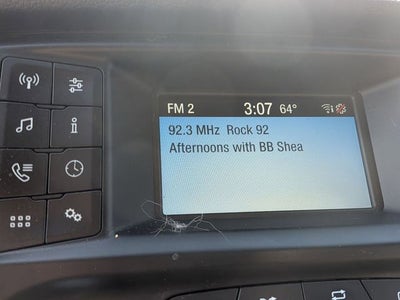 FM 2 3:07 64°
92.3 MHz Rock 92
Afternoons with BB Shea
i